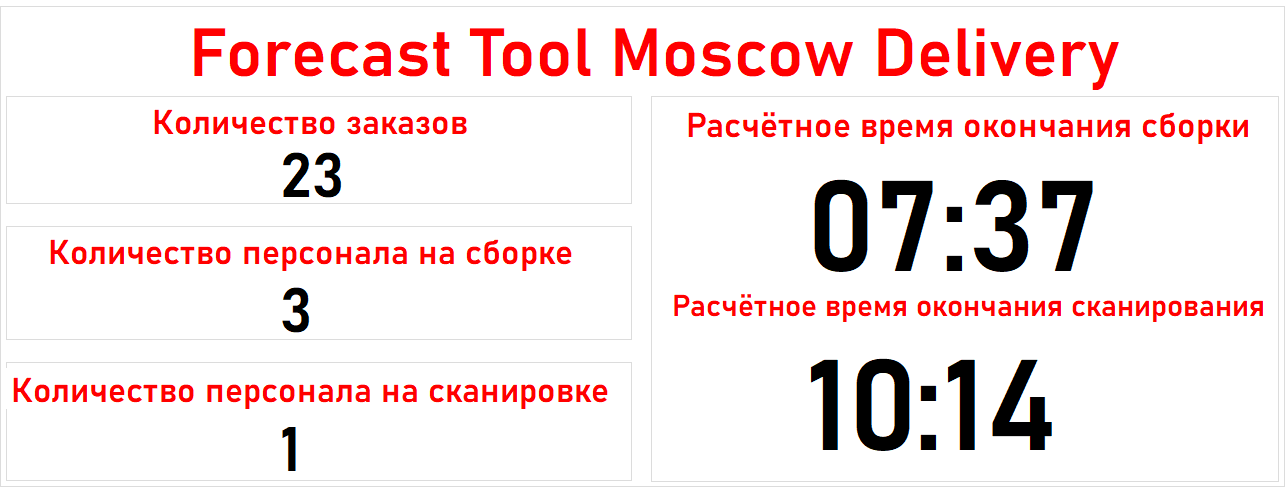 Forecast Tool Moscow Delivery
Количество заказов
23
Количество персонала на сборке
3
Количество персонала на сканировке
1
Расчётное время окончания сборки
07:37
Расчётное время окончания сканирования
10:14